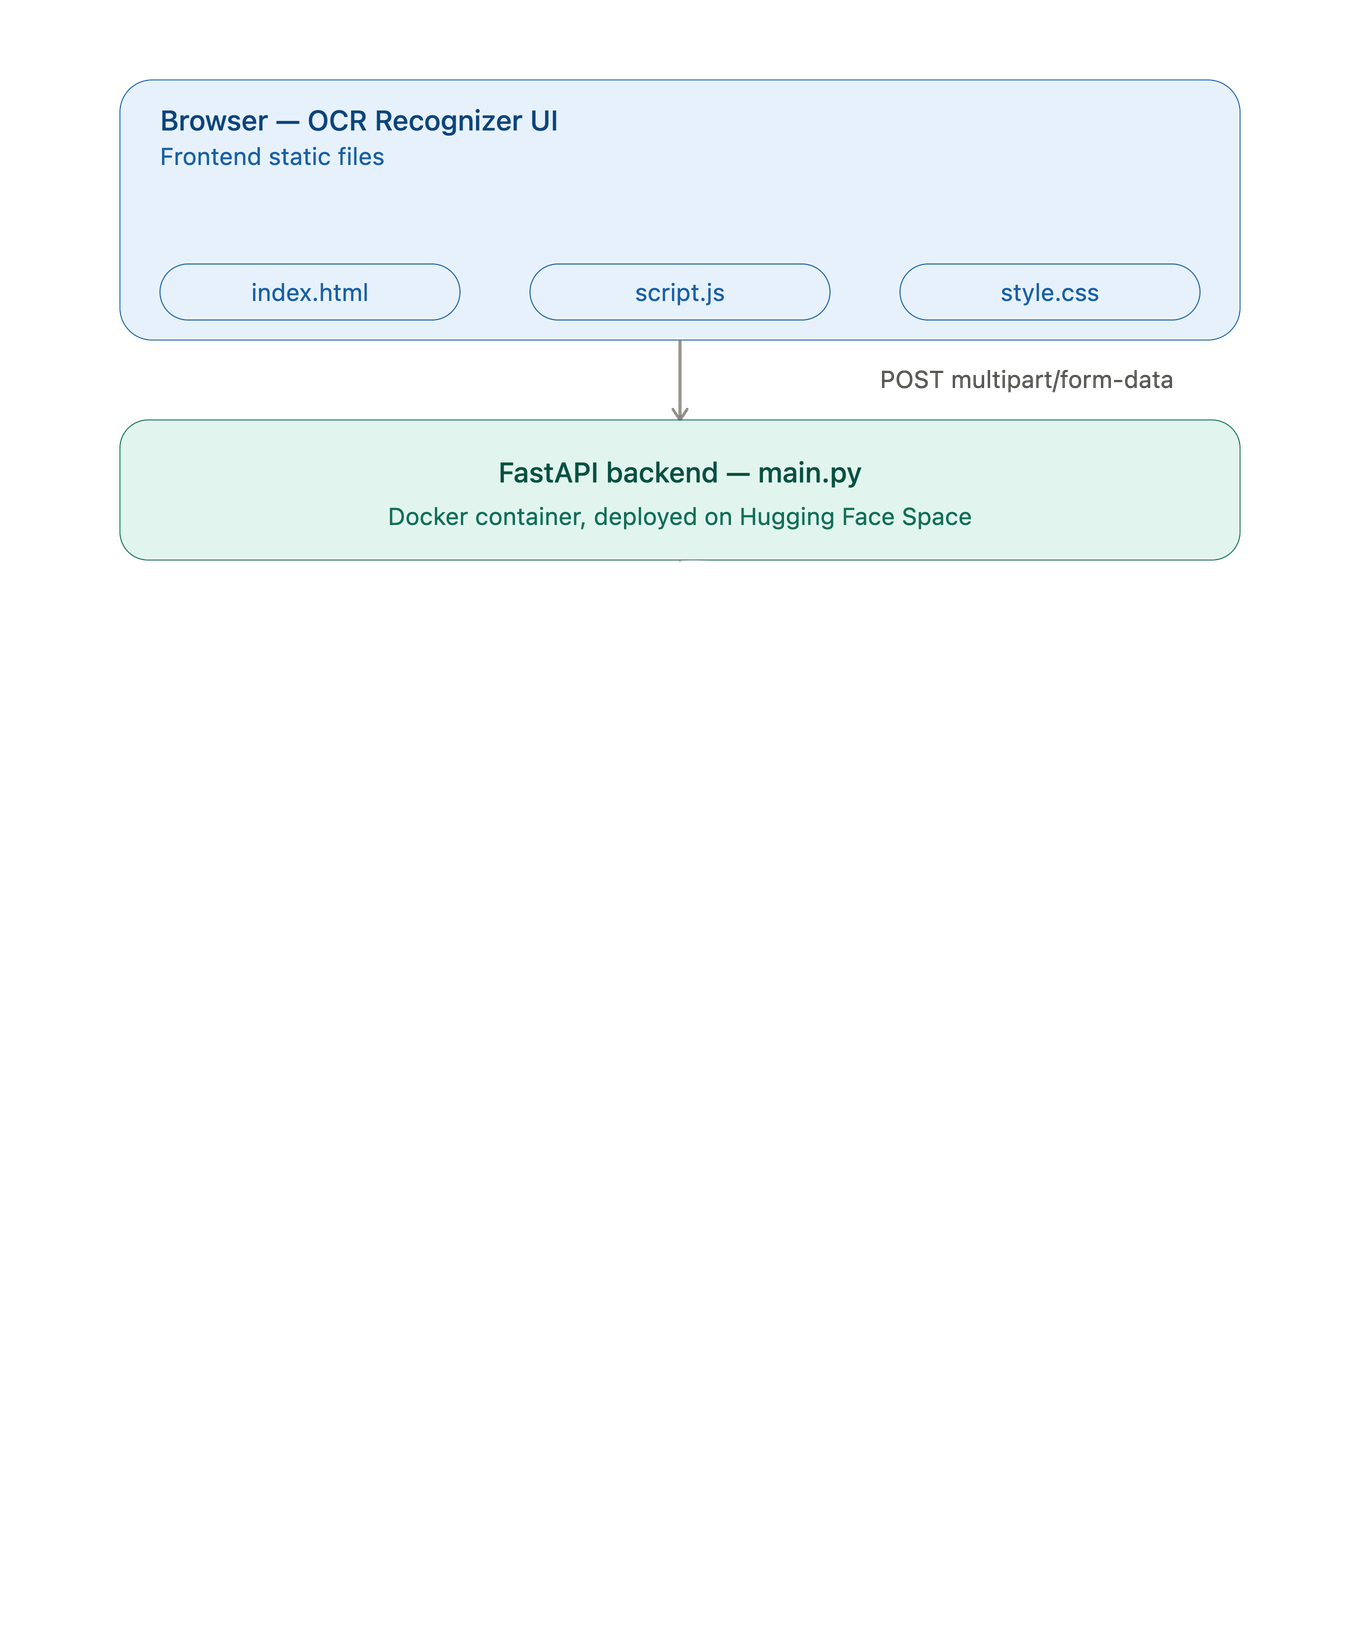 Browser — OCR Recognizer UI
Frontend static files
index.html
script.js
style.css
POST multipart/form-data
FastAPI backend — main.py
Docker container, deployed on Hugging Face Space